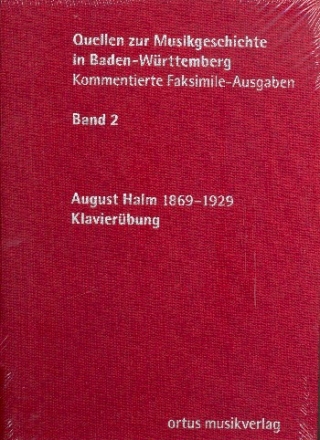 Quellen zur Musikgeschichte
in Baden-Württemberg
Kommentierte Faksimile-Ausgaben
Band 2
August Halm 1869–1929
Klavierübung
ortus musikverlag